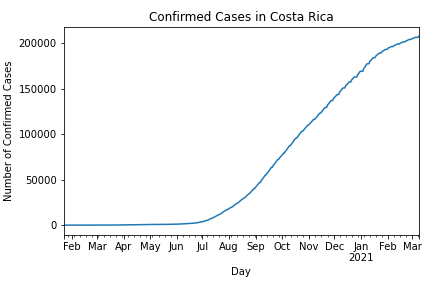 Confirmed Cases in Costa Rica
Number of Confirmed Cases
200000
150000
100000
50000
0
Feb Mar Apr May Jun Jul Aug Sep Oct Nov Dec Jan Feb Mar
2021
Day